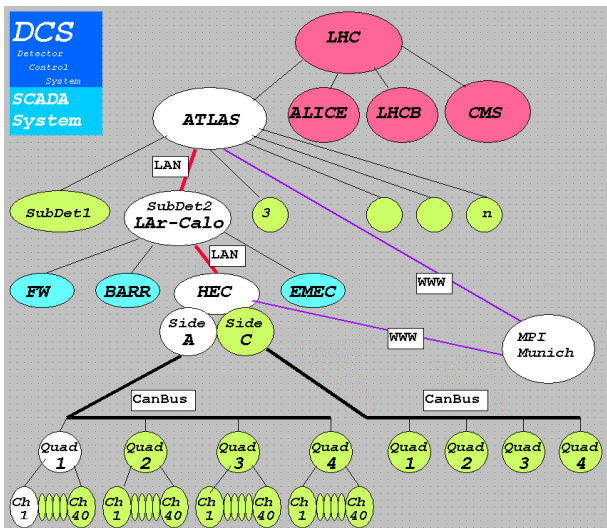 DCS
Detector
Control
System
SCADA
System
LHC
ALICE
LHCB
CMS
ATLAS
LAN
SubDet1
SubDet2
LAr-Calo
3
n
LAN
FW
BARR
HEC
EMEC
WWW
Side
A
Side
C
WWW
MPI
Munich
CanBus
CanBus
Quad
1
Quad
2
Quad
3
Quad
4
Quad
1
Quad
2
Quad
3
Quad
4
Ch
1
Ch
40
Ch
1
Ch
40
Ch
1
Ch
40
Ch
1
Ch
40